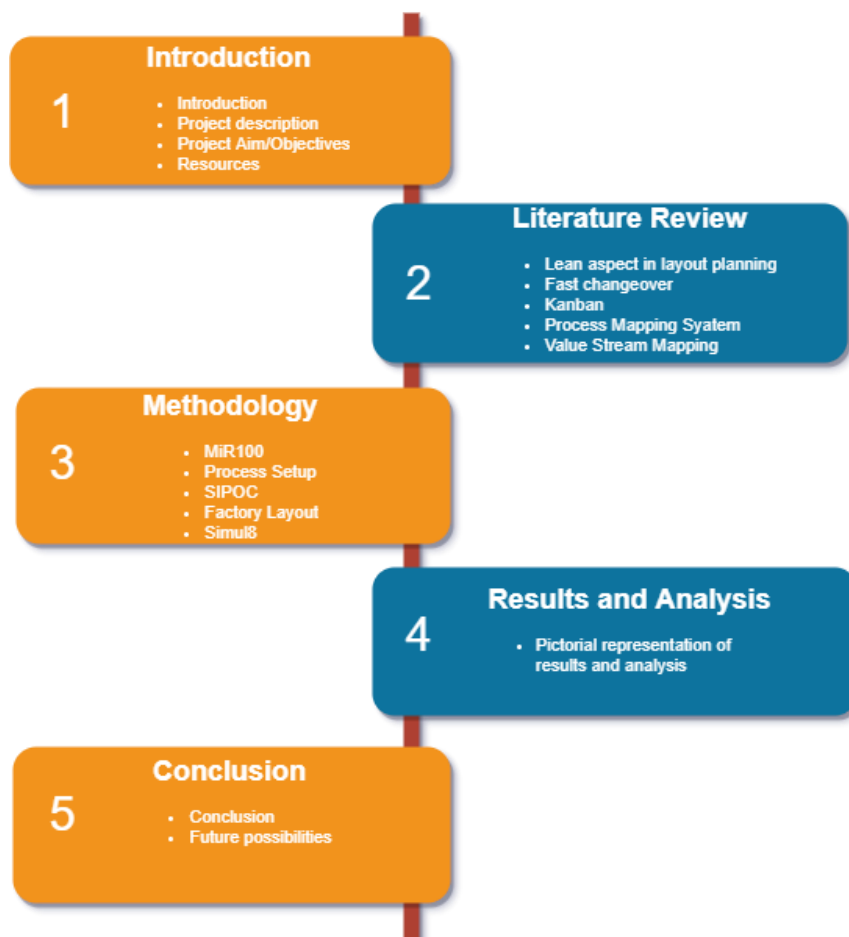 Introduction
1
• Introduction
• Project description
• Project Aim/Objectives
• Resources
Literature Review
2
• Lean aspect in layout planning
• Fast changeover
• Kanban
• Process Mapping Syatem
• Value Stream Mapping
Methodology
3
• MiR100
• Process Setup
• SIPOC
• Factory Layout
• Simul8
Results and Analysis
4
• Pictorial representation of
results and analysis
Conclusion
5
• Conclusion
• Future possibilities